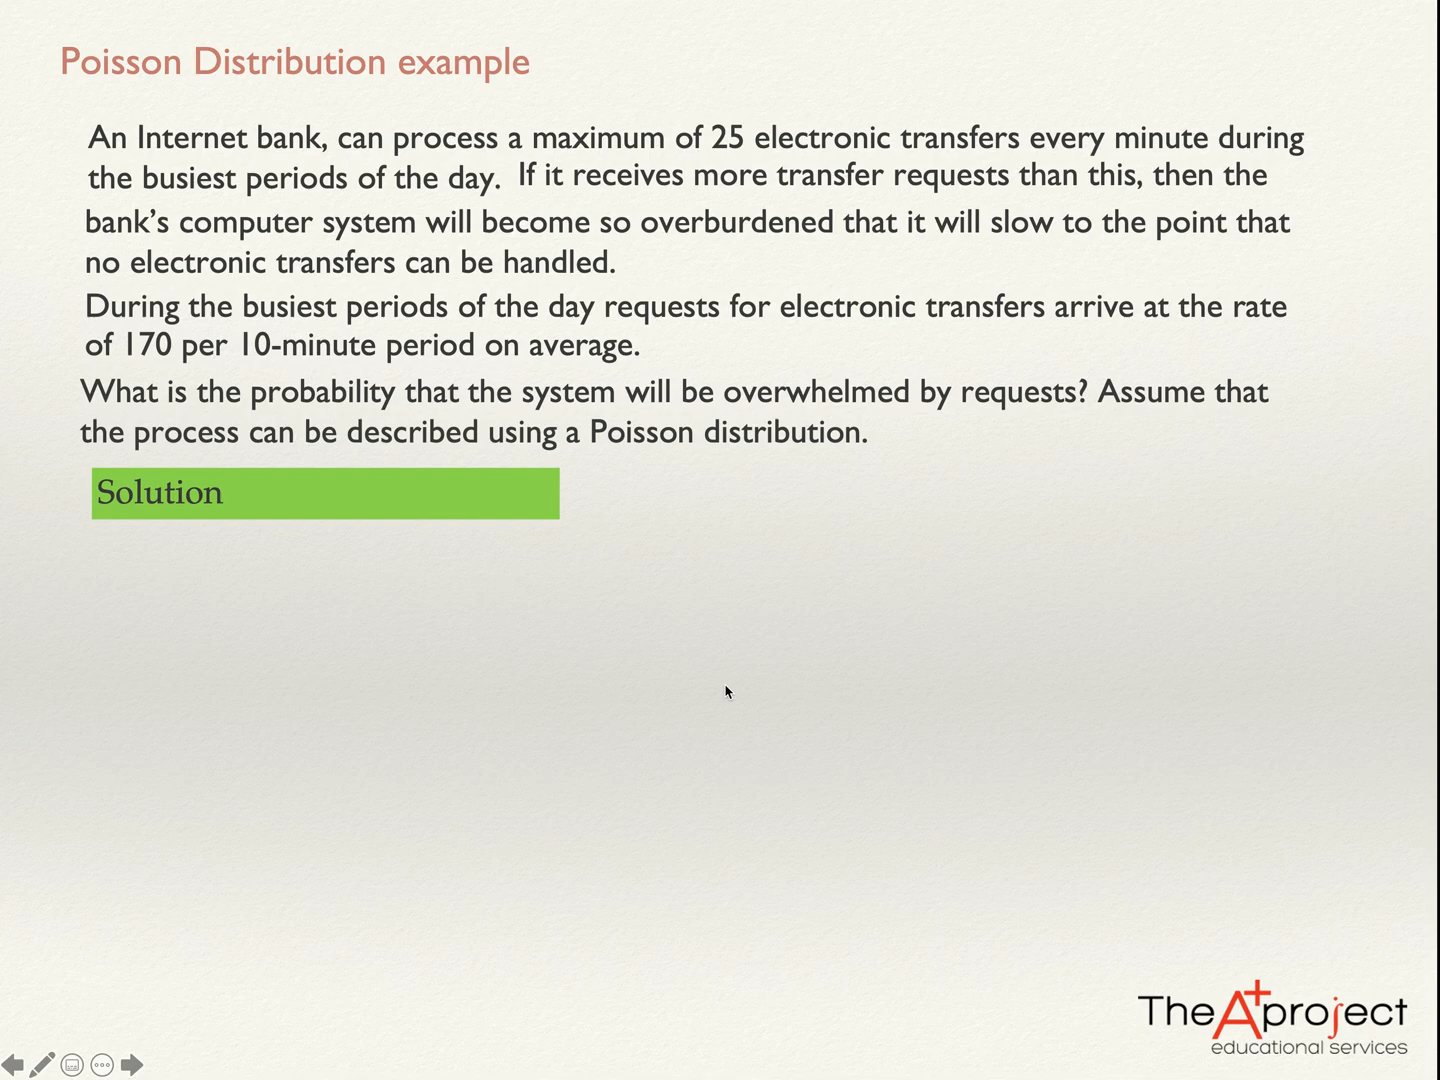 Poisson Distribution example
An Internet bank, can process a maximum of 25 electronic transfers every minute during
the busiest periods of the day. If it receives more transfer requests than this, then the
bank’s computer system will become so overburdened that it will slow to the point that
no electronic transfers can be handled.
During the busiest periods of the day requests for electronic transfers arrive at the rate
of 170 per 10-minute period on average.
What is the probability that the system will be overwhelmed by requests? Assume that
the process can be described using a Poisson distribution.
Solution
The A+ project
educational services